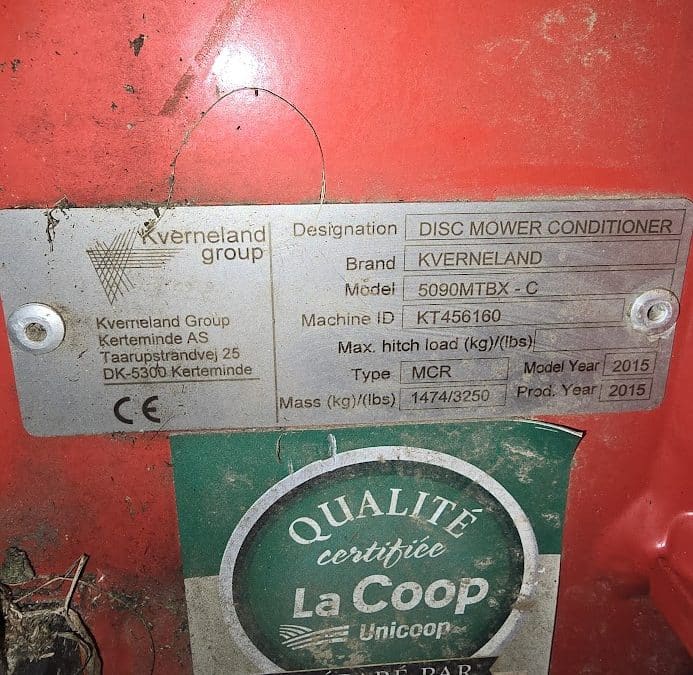 Kverneland
group
Kverneland Group
Kerteminde AS
Taarupstrandvej 25
DK-5300 Kerteminde
CE
Designation DISC MOWER CONDITIONER
Brand KVERNELAND
Model 5090MTBX - C
Machine ID KT456160
Max. hitch load (kg)/(lbs)
Type MCR Model Year 2015
Mass (kg)/(lbs) 1474/3250 Prod. Year 2015
QUALITÉ
certifiée
La Coop
Unicoop
PAR